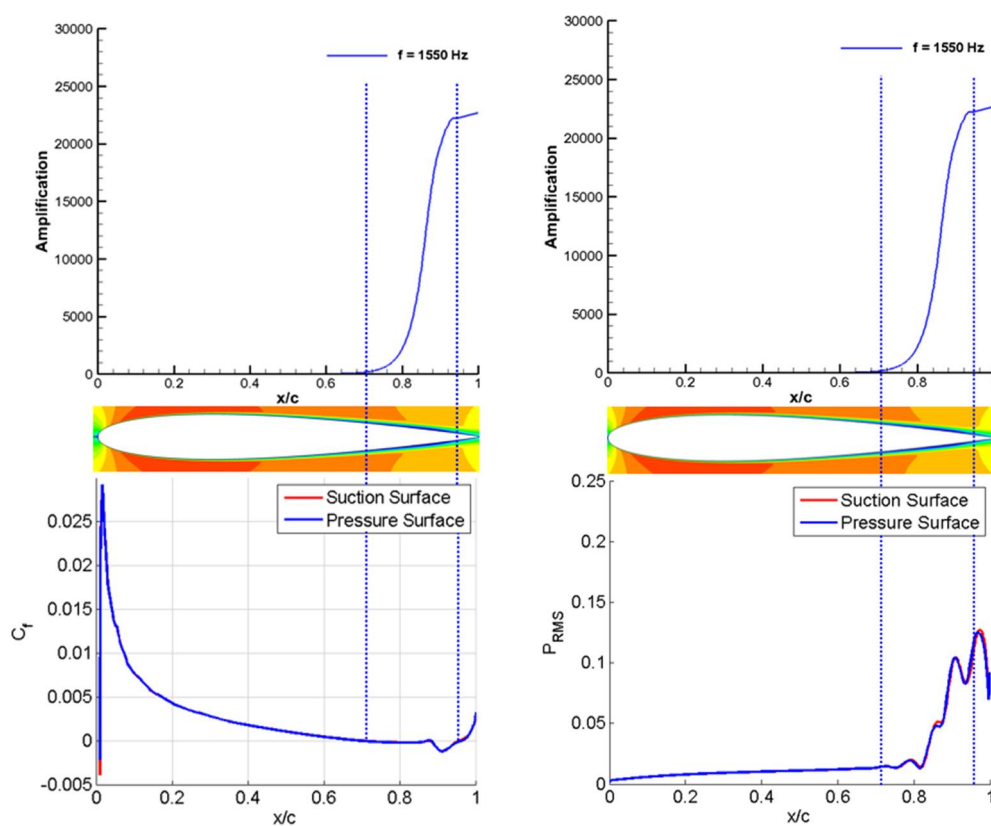 30000
25000
20000
15000
10000
5000
0
Amplification
f = 1550 Hz
0 0.2 0.4 0.6 0.8 1
x/c
30000
25000
20000
15000
10000
5000
0
Amplification
f = 1550 Hz
0 0.2 0.4 0.6 0.8 1
x/c
0.025
0.02
0.015
0.01
0.005
0
-0.005
Cf
Suction Surface
Pressure Surface
0 0.2 0.4 0.6 0.8 1
x/c
0.25
0.2
0.15
0.1
0.05
0
PRMS
Suction Surface
Pressure Surface
0 0.2 0.4 0.6 0.8 1
x/c